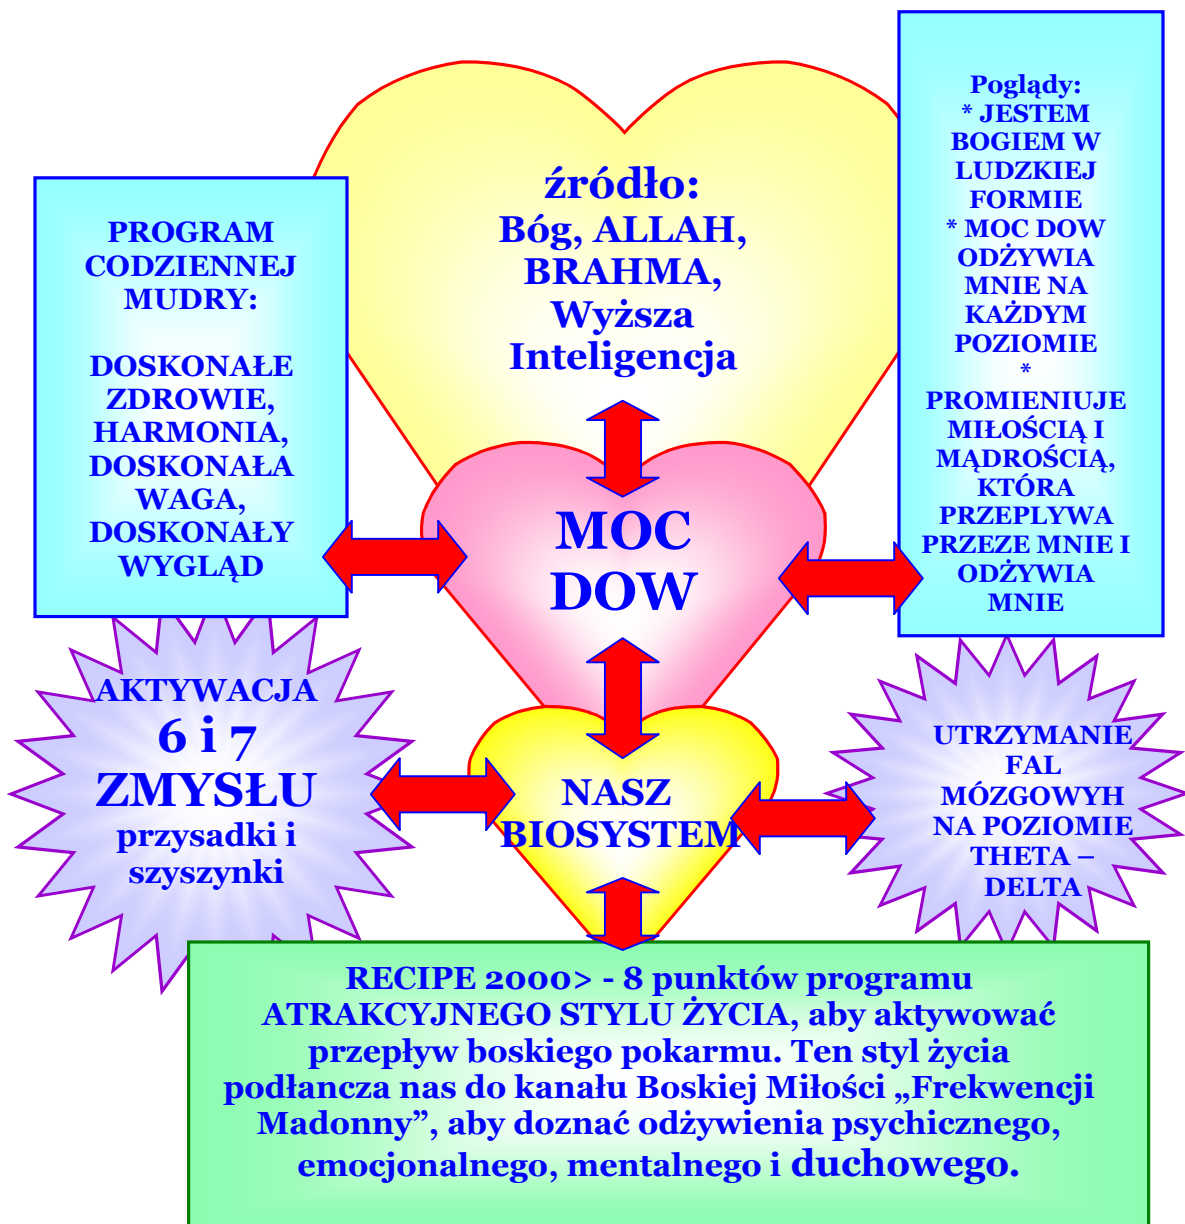 źródło:
Bóg, ALLAH,
BRAHMA,
Wyższa
Inteligencja
Poglądy:
* JESTEM
BOGIEM W
LUDZKIEJ
FORMIE
* MOC DOW
ODŻYWIA
MNIE NA
KAŻDYM
POZIOMIE
*
PROMIENIUJE
MIŁOŚCIĄ I
MĄDROŚCIĄ,
KTÓRA
PRZEPLYWA
PRZEZE MNIE I
ODŻYWIA
MNIE
PROGRAM
CODZIENNEJ
MUDRY:
DOSKONAŁE
ZDROWIE,
HARMONIA,
DOSKONAŁA
WAGA,
DOSKONAŁY
WYGLĄD
MOC
DOW
AKTYWACJA
6 i 7
ZMYSŁU
przysadki i
szyszynki
NASZ
BIOSYSTEM
UTRZYMANIE
FAL
MÓZGOWYH
NA POZIOMIE
THETA –
DELTA
RECIPE 2000> - 8 punktów programu
ATRAKCYJNEGO STYLU ŻYCIA, aby aktywować
przepływ boskiego pokarmu. Ten styl życia
podłancza nas do kanału Boskiej Miłości „Frekwencji
Madonny”, aby doznać odżywienia psychicznego,
emocjonalnego, mentalnego i duchowego.